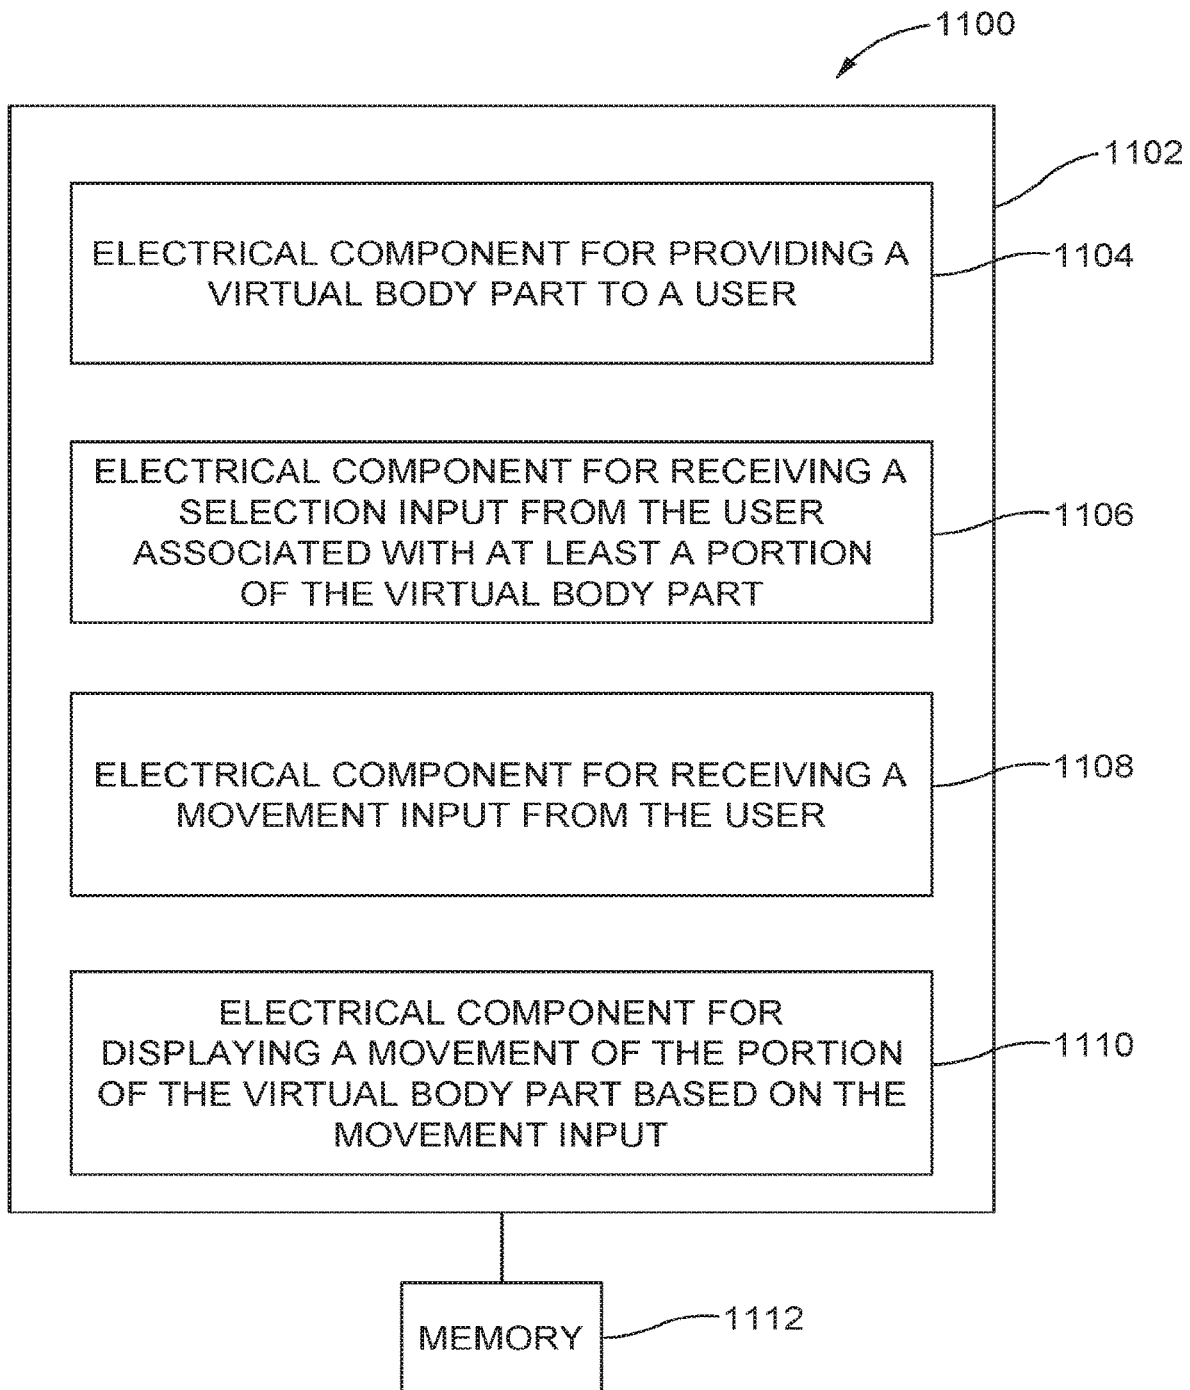 1100
1102
ELECTRICAL COMPONENT FOR PROVIDING A
VIRTUAL BODY PART TO A USER
1104
ELECTRICAL COMPONENT FOR RECEIVING A
SELECTION INPUT FROM THE USER
ASSOCIATED WITH AT LEAST A PORTION
OF THE VIRTUAL BODY PART
1106
ELECTRICAL COMPONENT FOR RECEIVING A
MOVEMENT INPUT FROM THE USER
1108
ELECTRICAL COMPONENT FOR
DISPLAYING A MOVEMENT OF THE PORTION
OF THE VIRTUAL BODY PART BASED ON THE
MOVEMENT INPUT
1110
MEMORY
1112